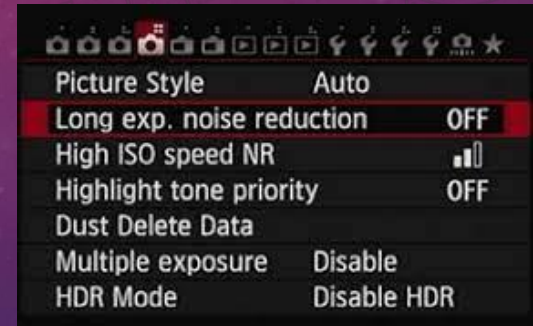 Picture Style Auto
Long exp. noise reduction OFF
High ISO speed NR
Highlight tone priority OFF
Dust Delete Data
Multiple exposure Disable
HDR Mode Disable HDR